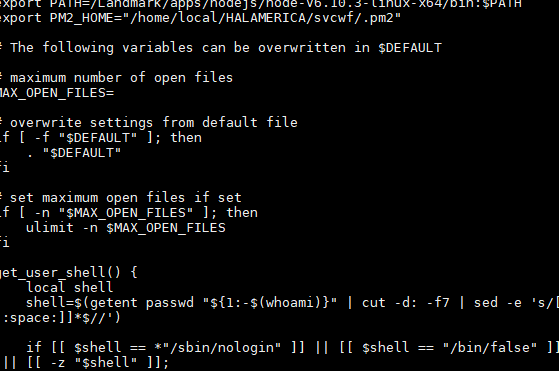 export PATH=/Landmark/apps/nodejs/node-v6.10.3-linux-x64/bin:$PATH
export PM2_HOME="/home/local/HALAMERICA/svcwf/.pm2"
# The following variables can be overwritten in $DEFAULT
# maximum number of open files
MAX_OPEN_FILES=
# overwrite settings from default file
if [ -f "$DEFAULT" ]; then
. "$DEFAULT"
fi
# set maximum open files if set
if [ -n "$MAX_OPEN_FILES" ]; then
ulimit -n $MAX_OPEN_FILES
fi
get_user_shell() {
local shell
shell=$(getent passwd "${1:-$(whoami)}" | cut -d: -f7 | sed -e 's/[
:space:]]*$//')
if [[ $shell == *"/sbin/nologin" ]] || [[ $shell == "/bin/false" ]]
|| [[ -z "$shell" ]];